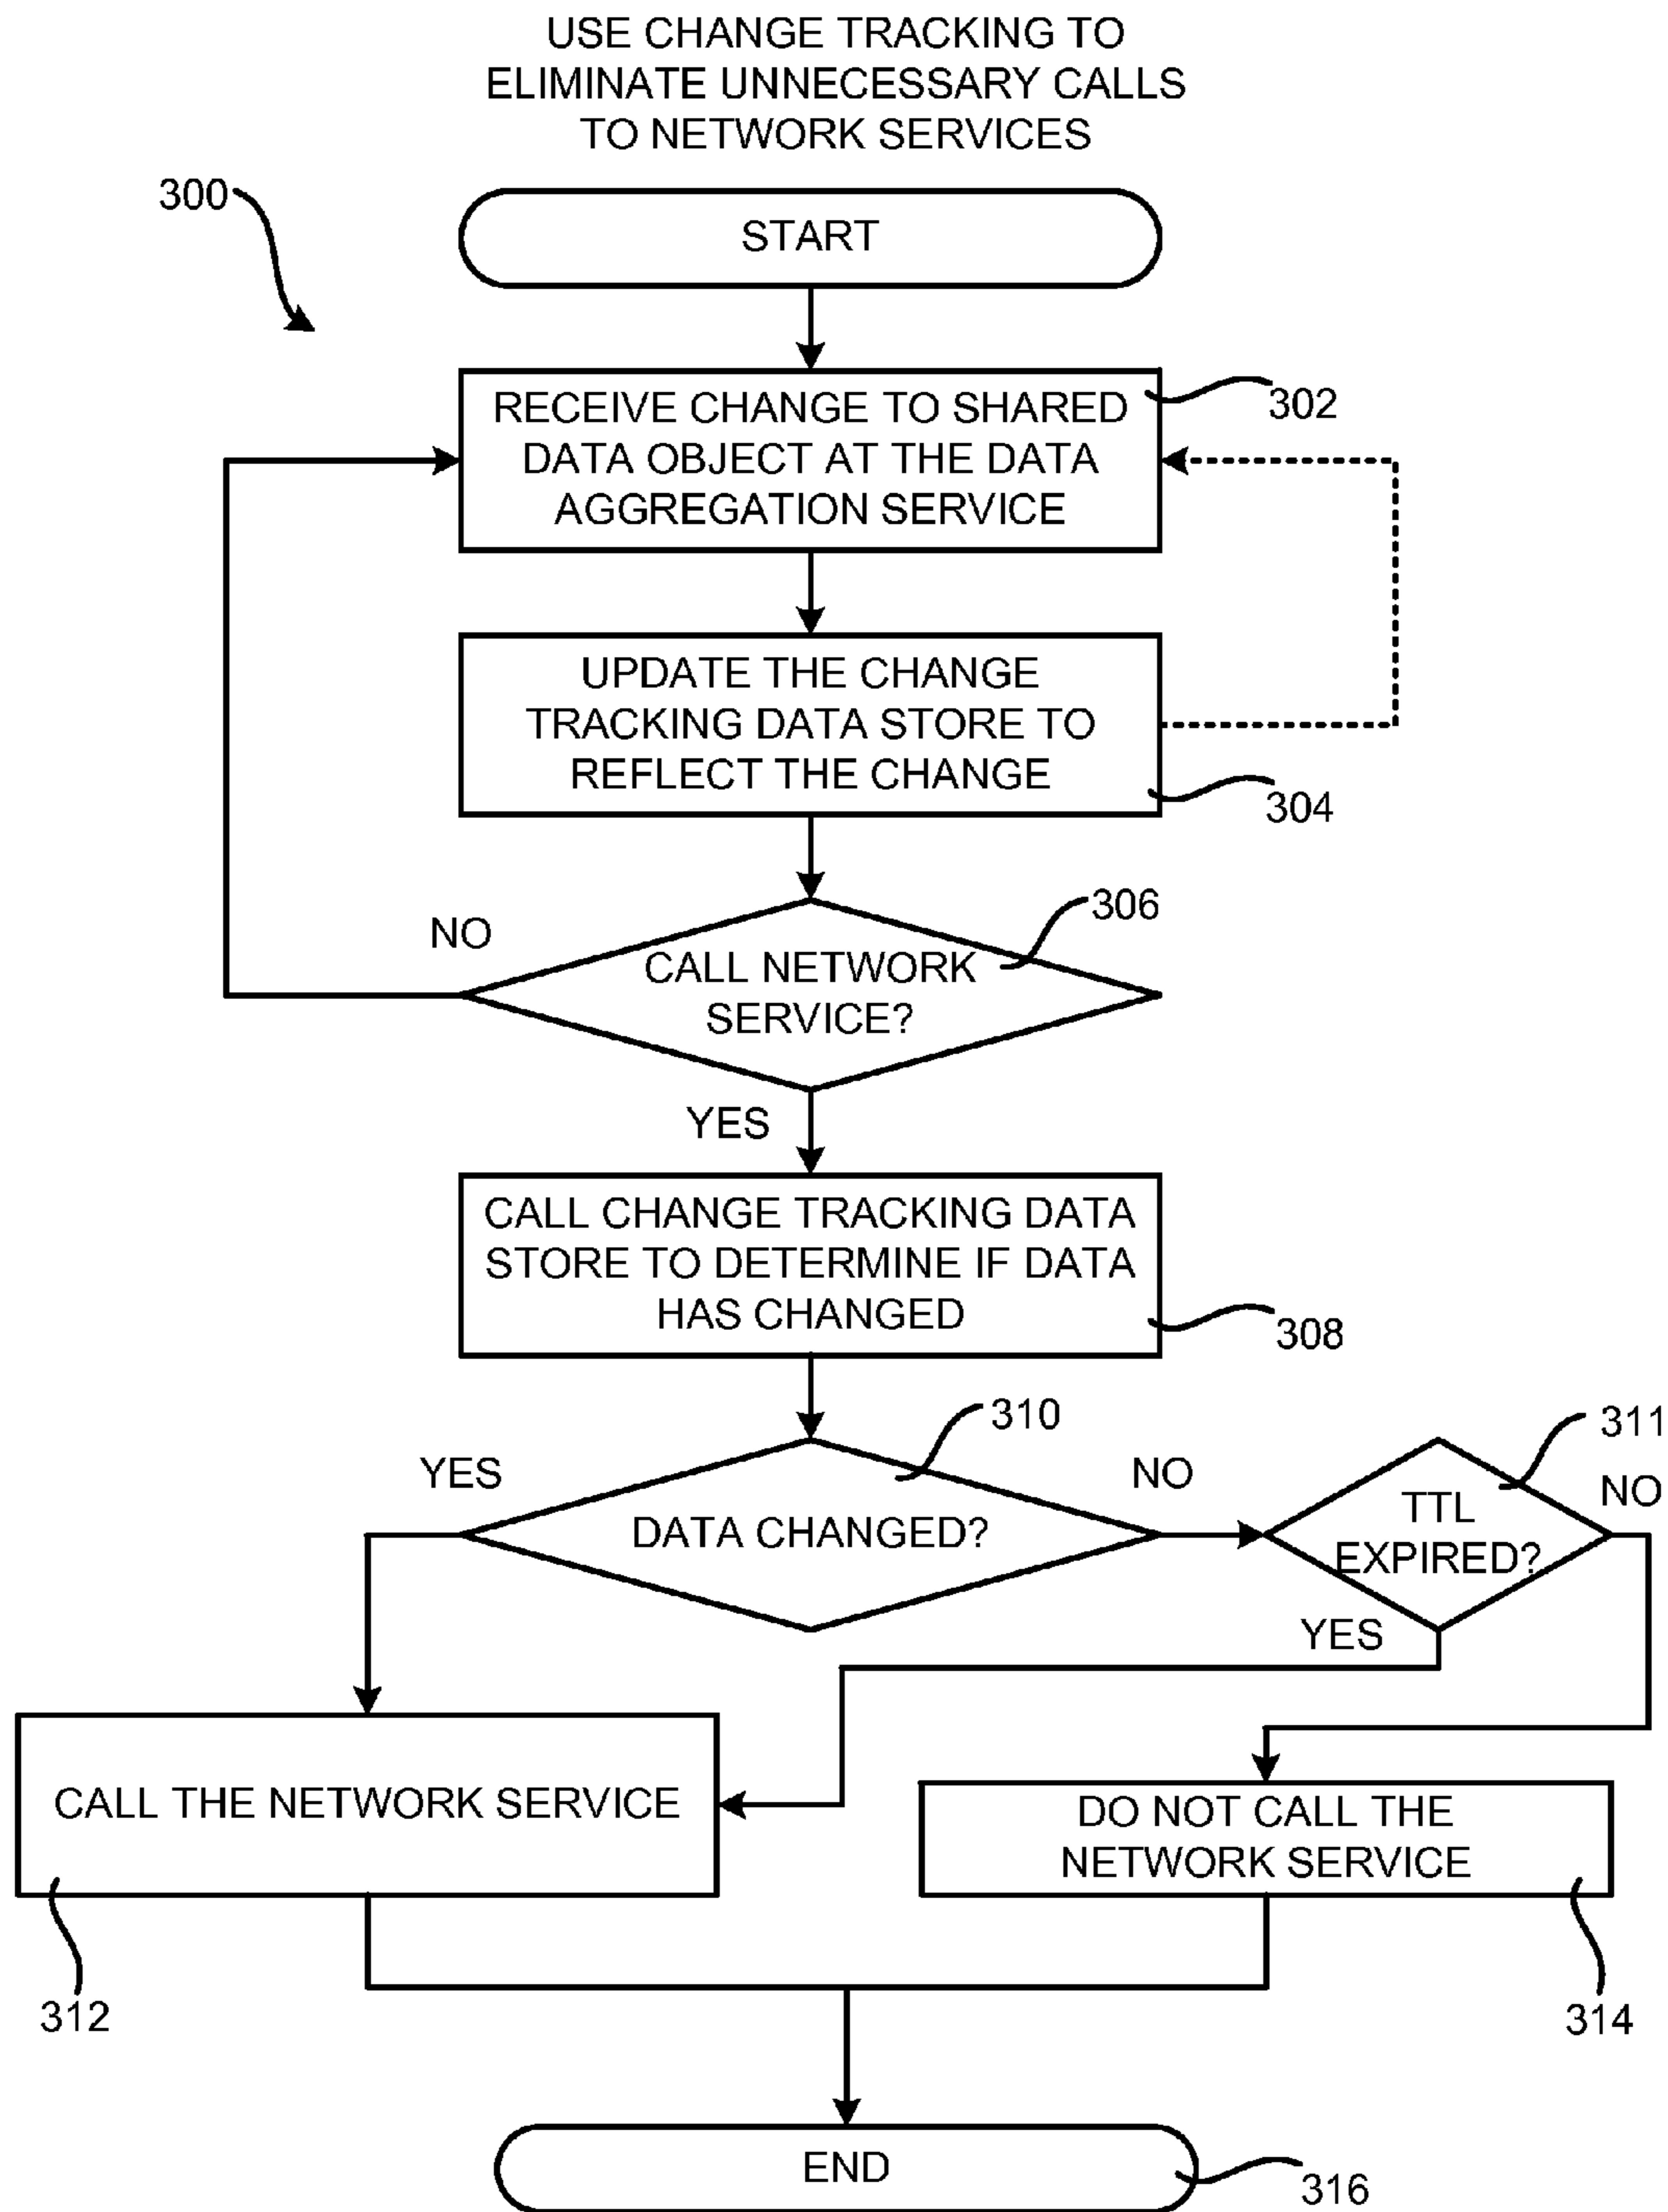 USE CHANGE TRACKING TO
ELIMINATE UNNECESSARY CALLS
TO NETWORK SERVICES
300
START
RECEIVE CHANGE TO SHARED
DATA OBJECT AT THE DATA
AGGREGATION SERVICE
302
UPDATE THE CHANGE
TRACKING DATA STORE TO
REFLECT THE CHANGE
304
306
NO
CALL NETWORK
SERVICE?
YES
CALL CHANGE TRACKING DATA
STORE TO DETERMINE IF DATA
HAS CHANGED
308
310
311
YES
NO
NO
DATA CHANGED?
TTL
EXPIRED?
YES
CALL THE NETWORK SERVICE
DO NOT CALL THE
NETWORK SERVICE
312
314
END
316